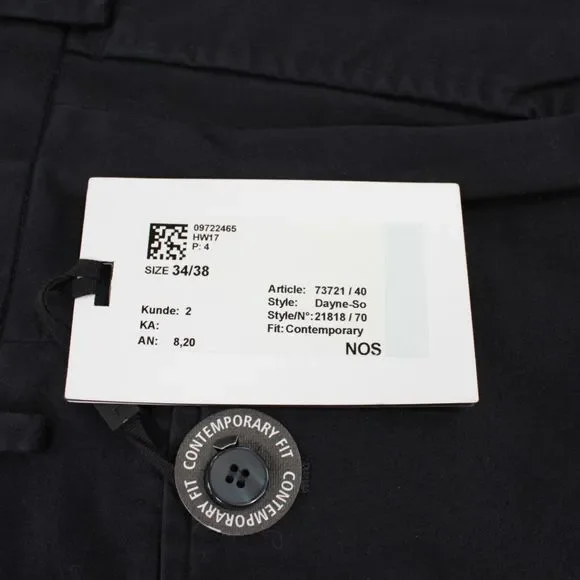 09722465
HW17
P: 4
SIZE 34/38
Kunde: 2
KA:
AN: 8,20
Article: 73721 / 40
Style: Dayne-So
Style/N°: 21818 / 70
Fit: Contemporary
NOS
CONTEMPORARY FIT
CONTEMPORARY FIT